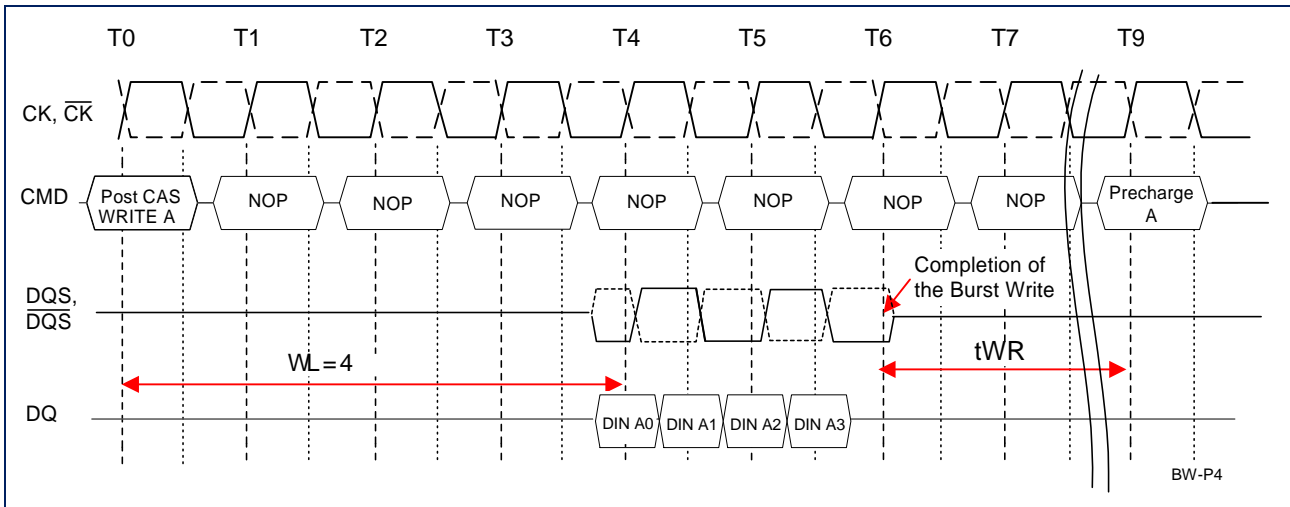 T0 T1 T2 T3 T4 T5 T6 T7 T9
CK, CK
CMD
Post CAS
WRITE A
NOP NOP NOP NOP NOP NOP NOP
Precharge
A
Completion of
the Burst Write
DQS,
DQS
WL=4
tWR
DQ
DIN A0 DIN A1 DIN A2 DIN A3
BW-P4